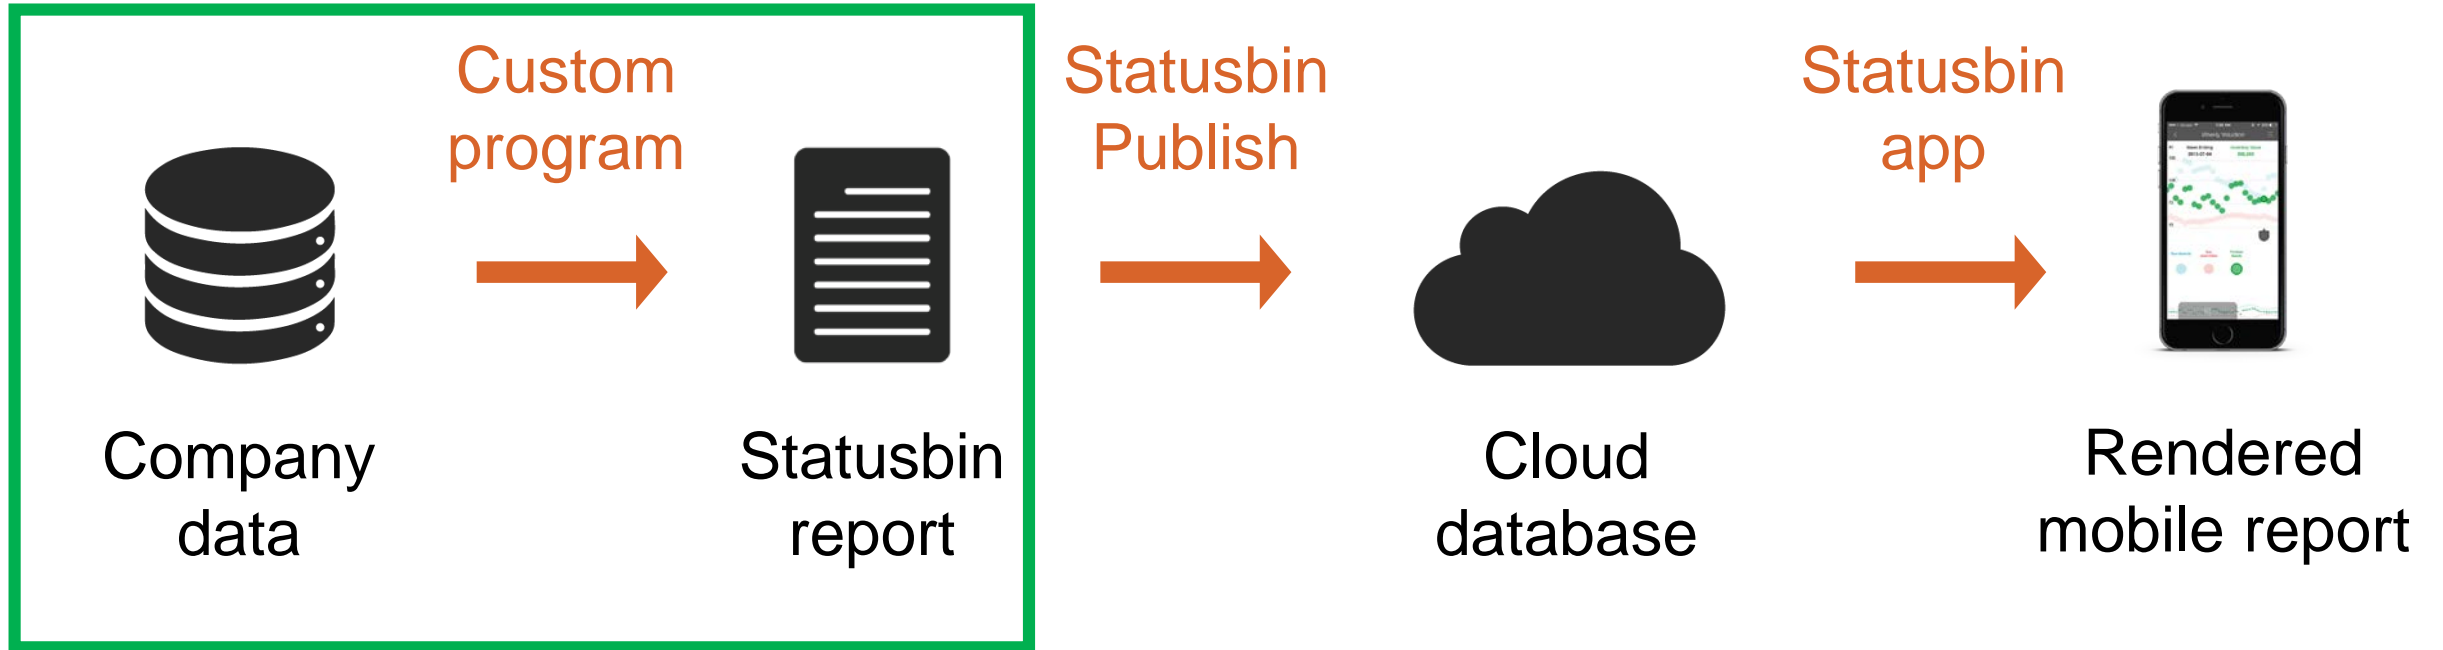 Custom
program
Statusbin
Publish
Statusbin
app
Company
data
Statusbin
report
Cloud
database
Rendered
mobile report